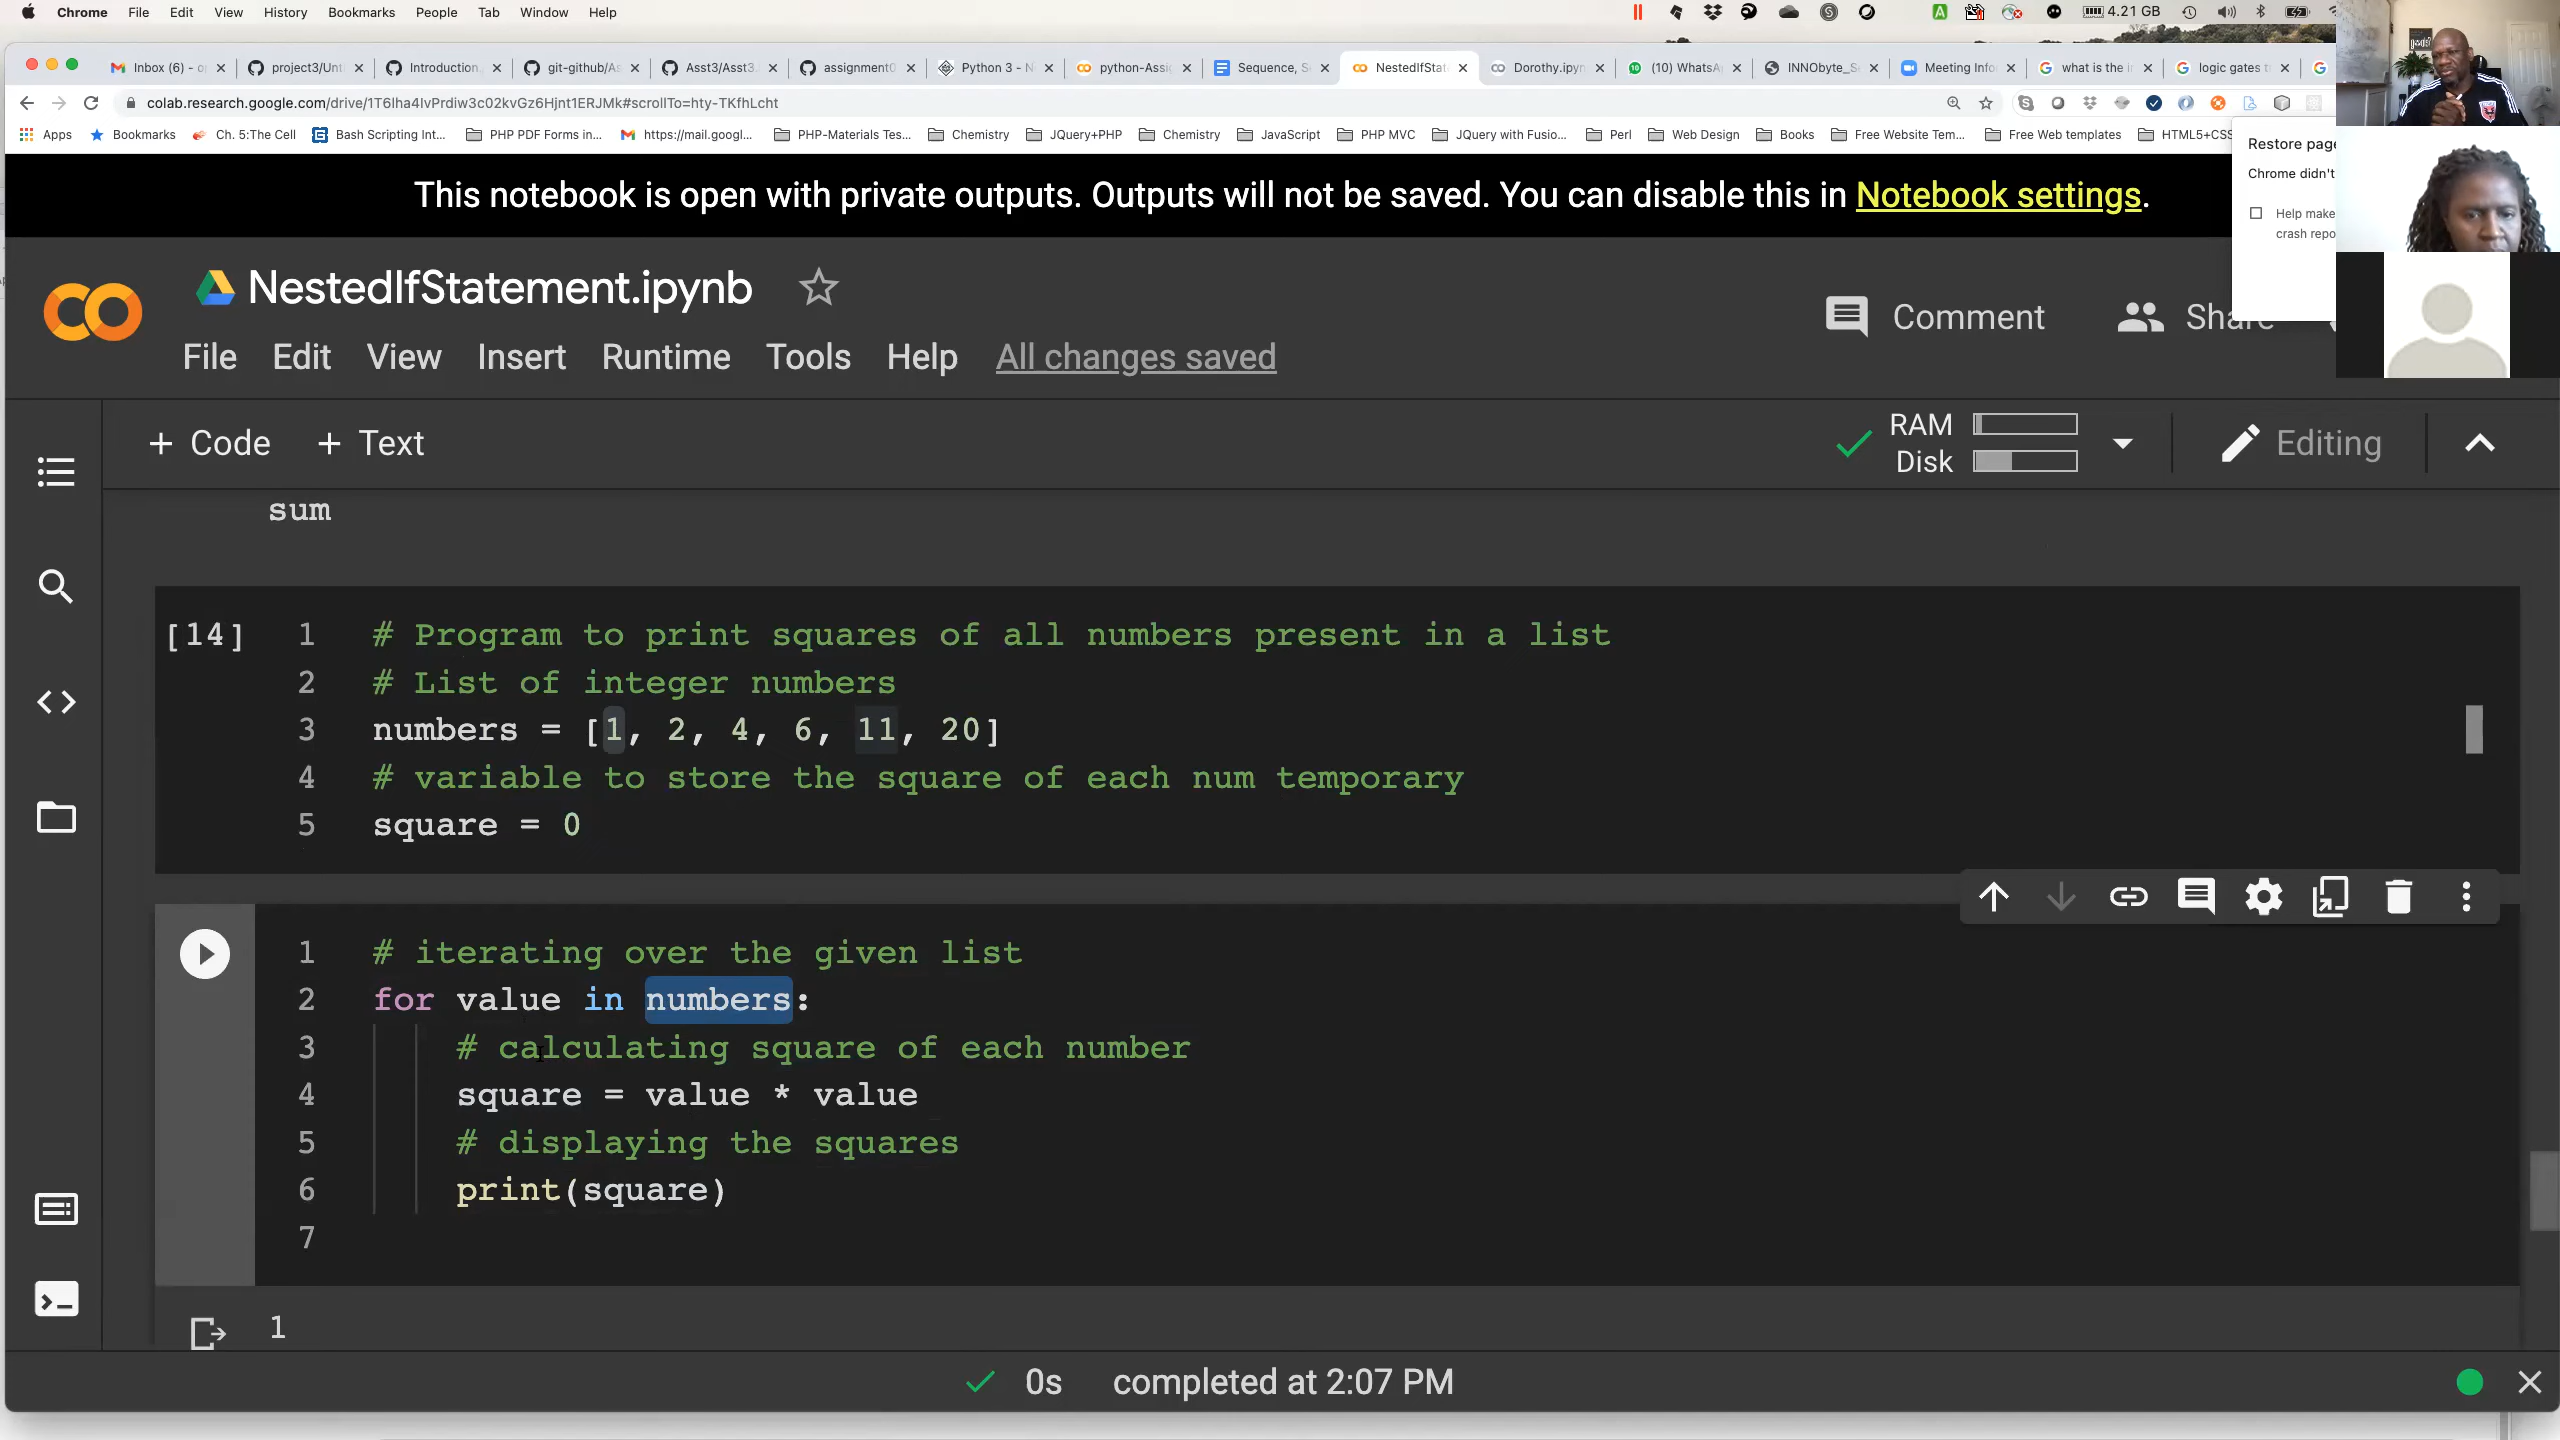 Chrome File Edit View History Bookmarks People Tab Window Help
4.21 GB
Inbox (6) - o project3/Unt Introduction git-github/As Asst3/Asst3. assignment0 Python 3 - N python-Assig Sequence, S NestedIfStat Dorothy.ipyn (10) WhatsA INNObyte_Se Meeting Info what is the i logic gates t
colab.research.google.com/drive/1T6Iha4IvPrdiw3c02kvGz6Hjnt1ERJMk#scrollTo=hty-TKfhLcht
Apps Bookmarks Ch. 5:The Cell Bash Scripting Int... PHP PDF Forms in... https://mail.googl... PHP-Materials Tes... Chemistry JQuery+PHP Chemistry JavaScript PHP MVC JQuery with Fusio... Perl Web Design Books Free Website Tem... Free Web templates HTML5+CSS
Restore page
Chrome didn't
Help make
crash repo
This notebook is open with private outputs. Outputs will not be saved. You can disable this in Notebook settings.
CO NestedIfStatement.ipynb
File Edit View Insert Runtime Tools Help All changes saved
Comment Share
+ Code + Text
RAM
Disk
Editing
sum
[14] 1 # Program to print squares of all numbers present in a list
2 # List of integer numbers
3 numbers = [1, 2, 4, 6, 11, 20]
4 # variable to store the square of each num temporary
5 square = 0
1 # iterating over the given list
2 for value in numbers:
3 # calculating square of each number
4 square = value * value
5 # displaying the squares
6 print(square)
7
1
0s completed at 2:07 PM